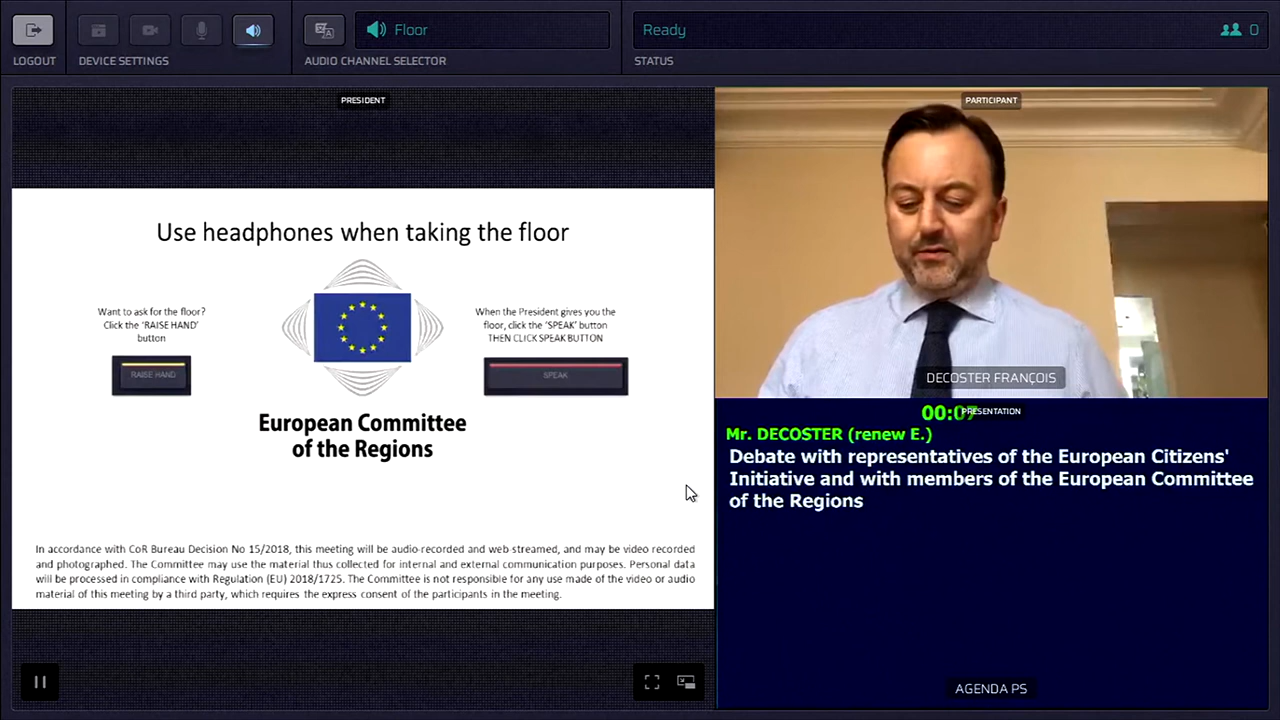 LOGOUT
DEVICE SETTINGS
Floor
AUDIO CHANNEL SELECTOR
Ready
0
STATUS
PRESIDENT
Use headphones when taking the floor
Want to ask for the floor?
Click the 'RAISE HAND'
button
RAISE HAND
When the President gives you the
floor, click the 'SPEAK' button
THEN CLICK SPEAK BUTTON
SPEAK
European Committee
of the Regions
In accordance with CoR Bureau Decision No 15/2018, this meeting will be audio recorded and web streamed, and may be video recorded
and photographed. The Committee may use the material thus collected for internal and external communication purposes. Personal data
will be processed in compliance with Regulation (EU) 2018/1725. The Committee is not responsible for any use made of the video or audio
material of this meeting by a third party, which requires the express consent of the participants in the meeting.
PARTICIPANT
DECOSTER FRANÇOIS
00:07
PRESENTATION
Mr. DECOSTER (renew E.)
Debate with representatives of the European Citizens'
Initiative and with members of the European Committee
of the Regions
AGENDA PS